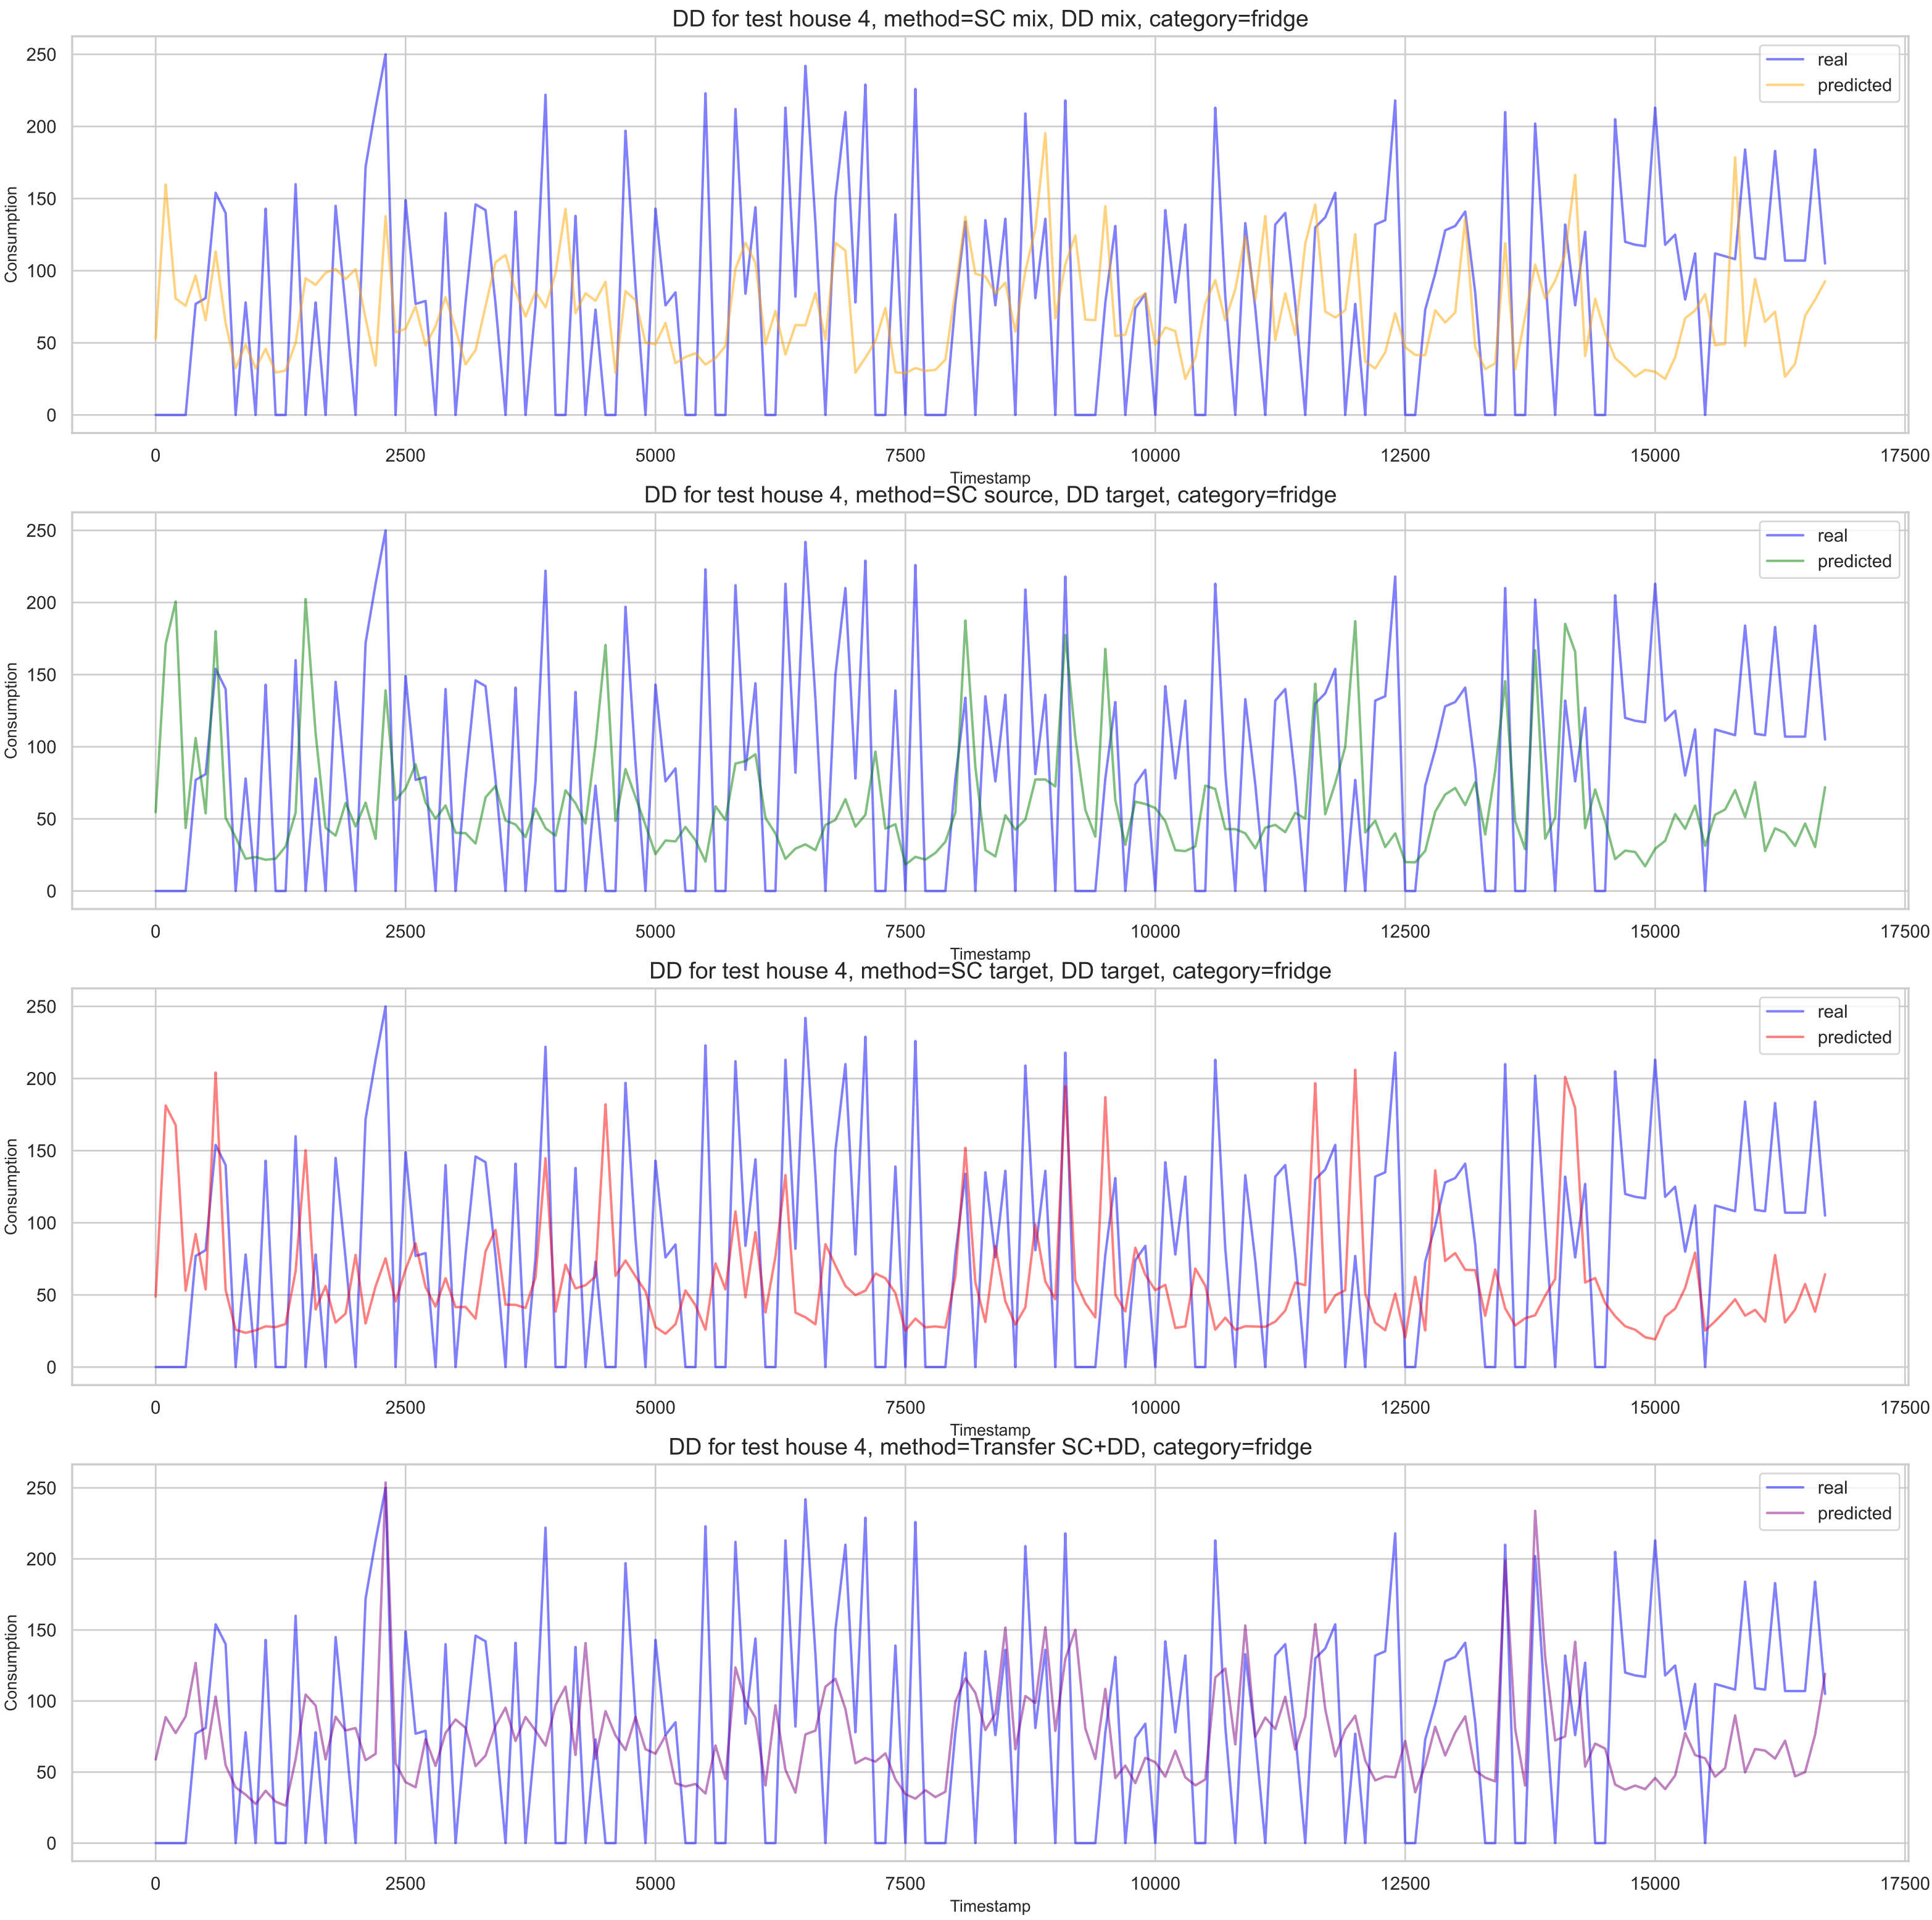 DD for test house 4, method=SC mix, DD mix, category=fridge
250
200
150
100
50
0
Consumption
real
predicted
0 2500 5000 7500 10000 12500 15000 17500
Timestamp
DD for test house 4, method=SC source, DD target, category=fridge
250
200
150
100
50
0
Consumption
real
predicted
0 2500 5000 7500 10000 12500 15000 17500
Timestamp
DD for test house 4, method=SC target, DD target, category=fridge
250
200
150
100
50
0
Consumption
real
predicted
0 2500 5000 7500 10000 12500 15000 17500
Timestamp
DD for test house 4, method=Transfer SC+DD, category=fridge
250
200
150
100
50
0
Consumption
real
predicted
0 2500 5000 7500 10000 12500 15000 17500
Timestamp